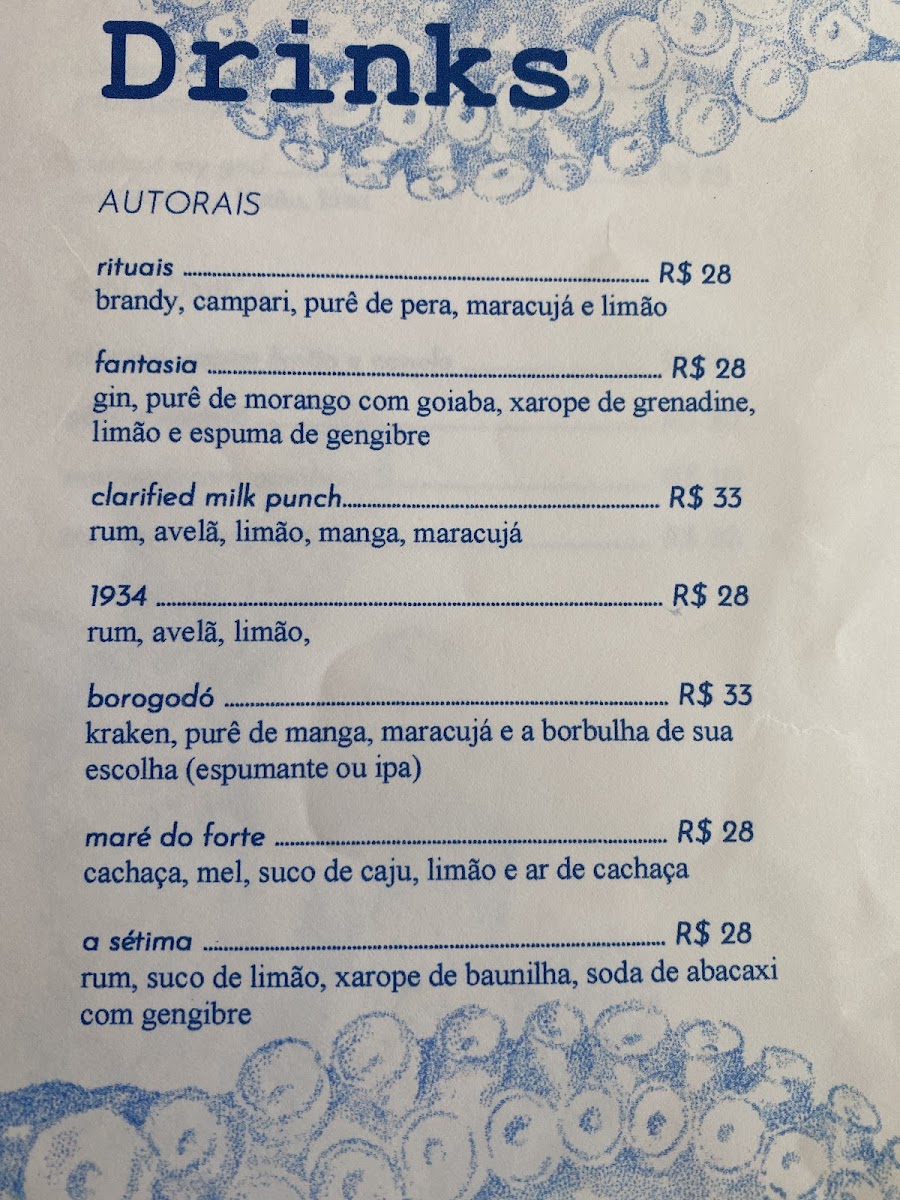 Drinks
AUTORAIS
rituais ........ R$ 28
brandy, campari, purê de pera, maracujá e limão
fantasia ........ R$ 28
gin, purê de morango com goiaba, xarope de grenadine,
limão e espuma de gengibre
clarified milk punch........ R$ 33
rum, avelã, limão, manga, maracujá
1934 ........ R$ 28
rum, avelã, limão,
borogodó ........ R$ 33
kraken, purê de manga, maracujá e a borbulha de sua
escolha (espumante ou ipa)
maré do forte ........ R$ 28
cachaça, mel, suco de caju, limão e ar de cachaça
a sétima ........ R$ 28
rum, suco de limão, xarope de baunilha, soda de abacaxi
com gengibre